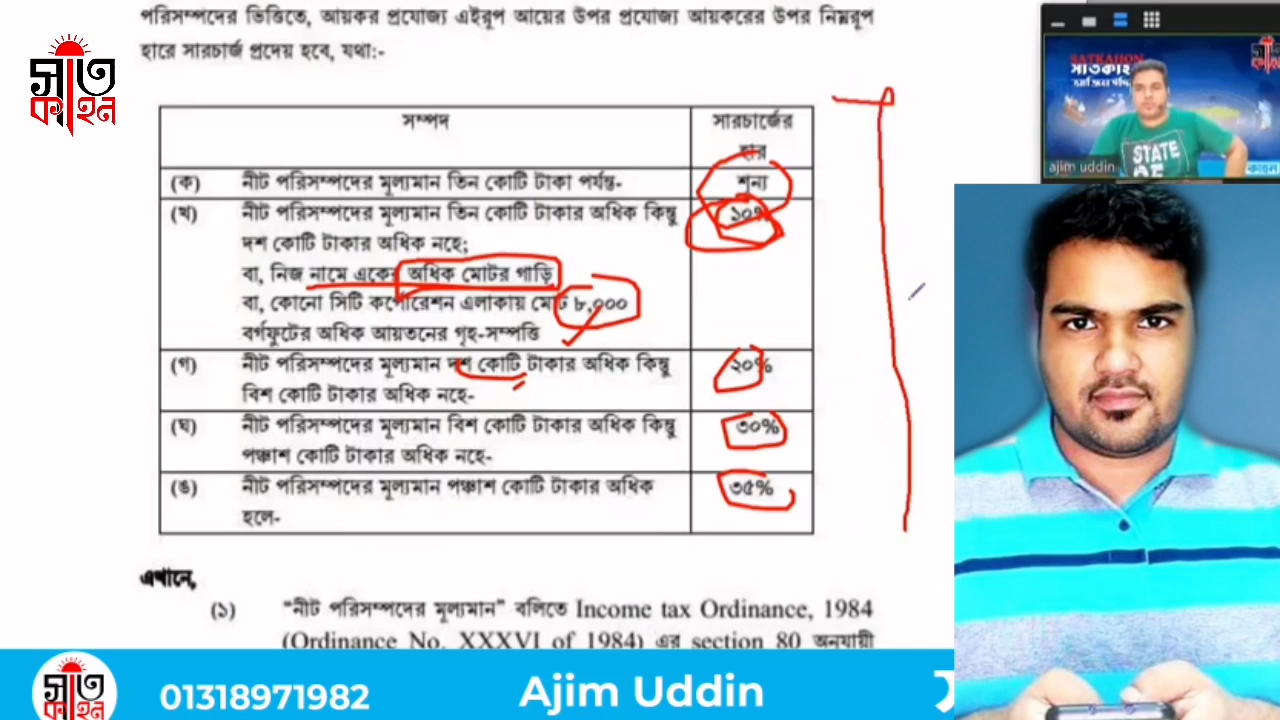 পরিসম্পদের ভিত্তিতে, আয়কর প্রযোজ্য এইরূপ আয়ের উপর প্রযোজ্য আয়করের উপর নিম্নরূপ
হারে সারচার্জ প্রদেয় হবে, যথা:-
সাত
কাহন
SATKAHON
সাতকাহ
ajim uddin
STATE
সম্পদ
সারচার্জের
হার
(ক) নীট পরিসম্পদের মূল্যমান তিন কোটি টাকা পর্যন্ত- শূন্য
(খ) নীট পরিসম্পদের মূল্যমান তিন কোটি টাকার অধিক কিন্তু ১০%
দশ কোটি টাকার অধিক নহে;
বা, নিজ নামে একের অধিক মোটর গাড়ি
বা, কোনো সিটি কর্পোরেশন এলাকায় মোট ৮,০০০
বর্গফুটের অধিক আয়তনের গৃহ-সম্পত্তি
(গ) নীট পরিসম্পদের মূল্যমান দশ কোটি টাকার অধিক কিন্তু ২০%
বিশ কোটি টাকার অধিক নহে-
(ঘ) নীট পরিসম্পদের মূল্যমান বিশ কোটি টাকার অধিক কিন্তু ৩০%
পঞ্চাশ কোটি টাকার অধিক নহে-
(ঙ) নীট পরিসম্পদের মূল্যমান পঞ্চাশ কোটি টাকার অধিক ৩৫%
হলে-
এখানে,
(১) “নীট পরিসম্পদের মূল্যমান” বলিতে Income tax Ordinance, 1984
(Ordinance No. XXXVI of 1984) এর section 80 অনযায়ী
সাত
কাহন
01318971982
Ajim Uddin